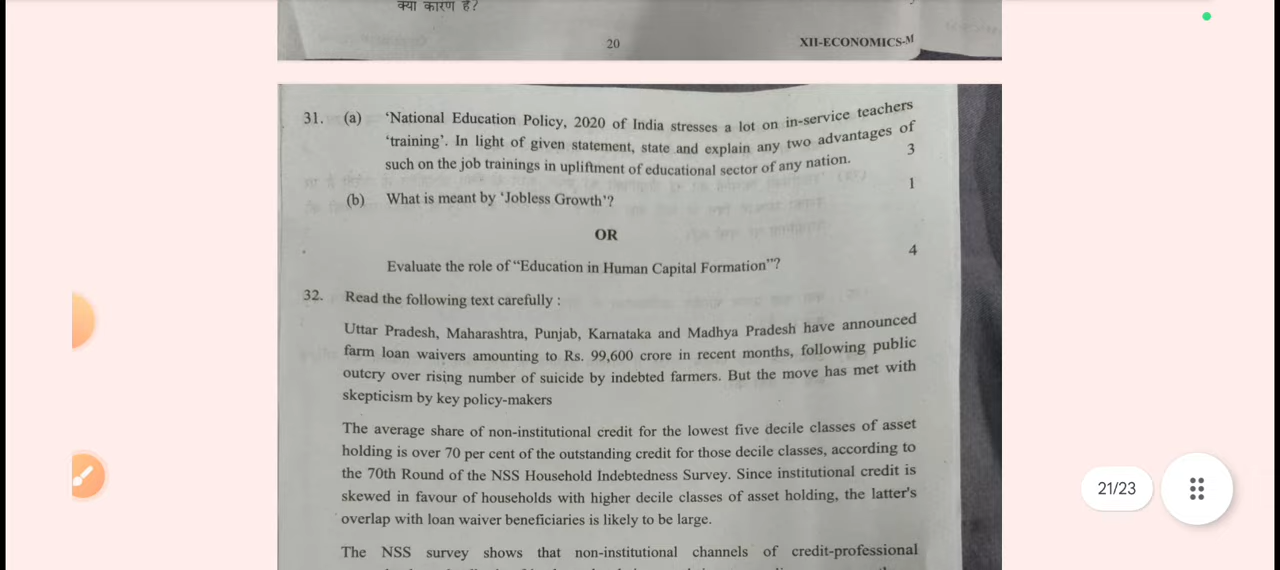 क्या कारण है?
20
XII-ECONOMICS-M
31. (a) ‘National Education Policy, 2020 of India stresses a lot on in-service teachers
‘training’. In light of given statement, state and explain any two advantages of
such on the job trainings in upliftment of educational sector of any nation. 3
(b) What is meant by ‘Jobless Growth’? 1
OR
Evaluate the role of “Education in Human Capital Formation”? 4
32. Read the following text carefully :
Uttar Pradesh, Maharashtra, Punjab, Karnataka and Madhya Pradesh have announced
farm loan waivers amounting to Rs. 99,600 crore in recent months, following public
outcry over rising number of suicide by indebted farmers. But the move has met with
skepticism by key policy-makers
The average share of non-institutional credit for the lowest five decile classes of asset
holding is over 70 per cent of the outstanding credit for those decile classes, according to
the 70th Round of the NSS Household Indebtedness Survey. Since institutional credit is
skewed in favour of households with higher decile classes of asset holding, the latter's
overlap with loan waiver beneficiaries is likely to be large.
The NSS survey shows that non-institutional channels of credit-professional
21/23